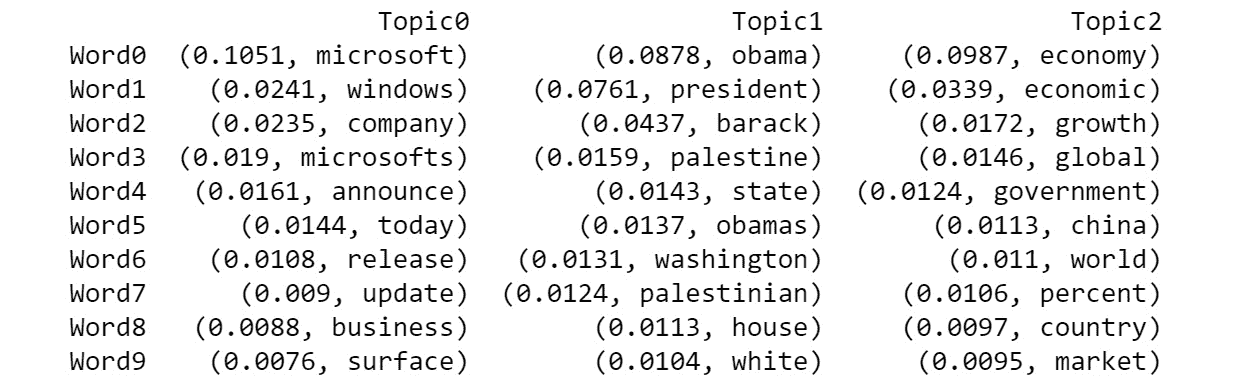 Topic0 Topic1 Topic2
Word0 (0.1051, microsoft) (0.0878, obama) (0.0987, economy)
Word1 (0.0241, windows) (0.0761, president) (0.0339, economic)
Word2 (0.0235, company) (0.0437, barack) (0.0172, growth)
Word3 (0.019, microsofts) (0.0159, palestine) (0.0146, global)
Word4 (0.0161, announce) (0.0143, state) (0.0124, government)
Word5 (0.0144, today) (0.0137, obamas) (0.0113, china)
Word6 (0.0108, release) (0.0131, washington) (0.011, world)
Word7 (0.009, update) (0.0124, palestinian) (0.0106, percent)
Word8 (0.0088, business) (0.0113, house) (0.0097, country)
Word9 (0.0076, surface) (0.0104, white) (0.0095, market)